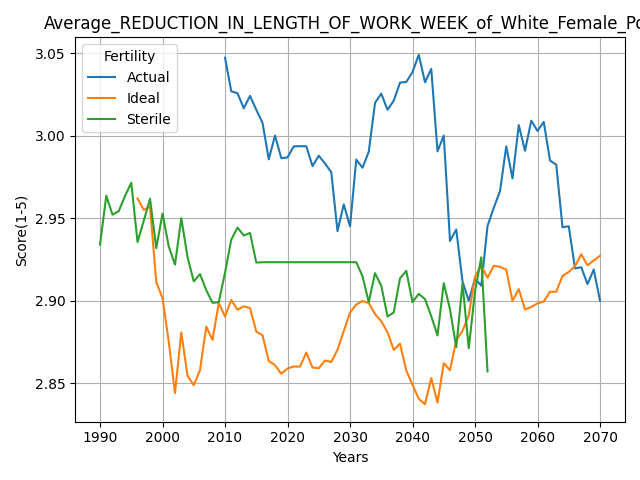 Average_REDUCTION_IN_LENGTH_OF_WORK_WEEK_of_White_Female_Po
Fertility
Actual
Ideal
Sterile
Score(1-5)
3.05
3.00
2.95
2.90
2.85
1990 2000 2010 2020 2030 2040 2050 2060 2070
Years